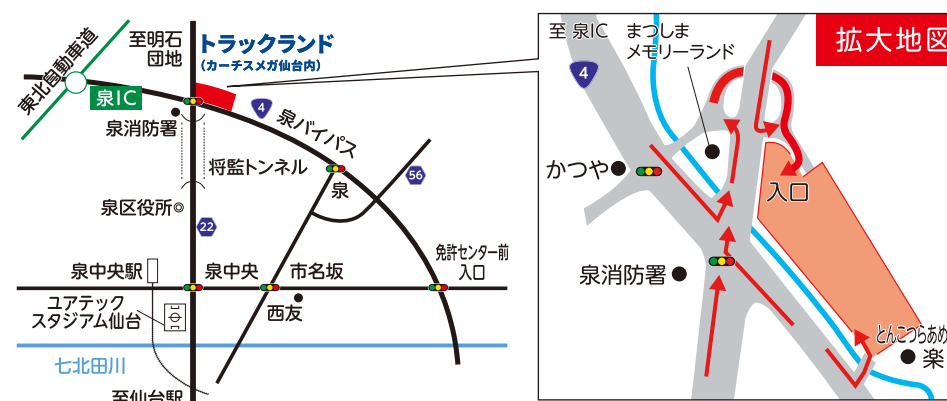 東北自動車道
至明石
団地
トラックランド
(カーチスメガ仙台内)
泉IC
4
泉バイパス
泉消防署
将監トンネル
泉
56
泉区役所
22
泉中央駅
泉中央
市名坂
免許センター前
入口
ユアテック
スタジアム仙台
西友
七北田川
至仙台駅
至 泉IC
まつしま
メモリーランド
拡大地図
4
かつや
入口
泉消防署
とんこつらあめ
楽